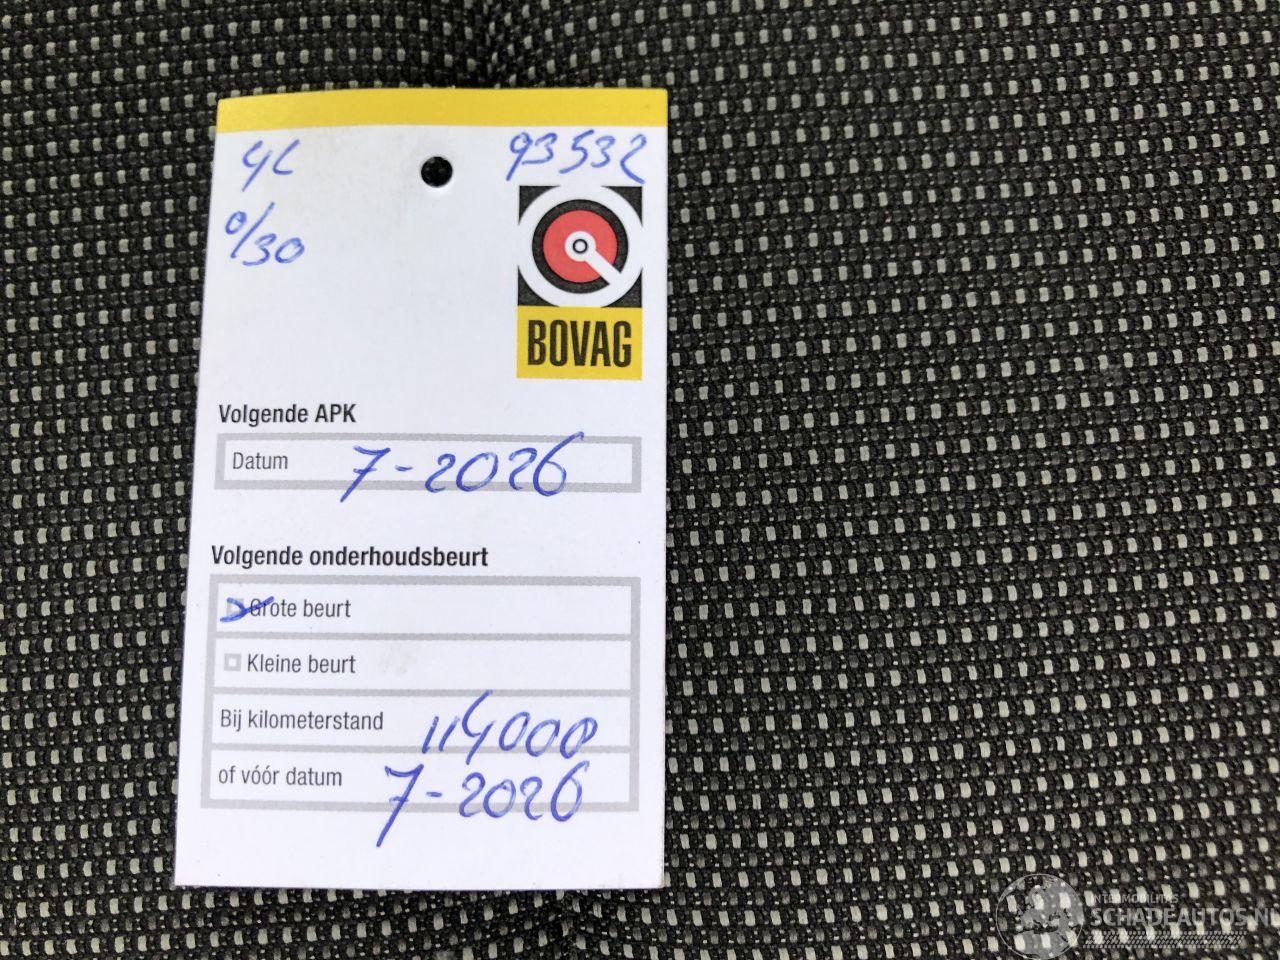 4L
93532
0/30
BOVAG
Volgende APK
Datum 7-2026
Volgende onderhoudsbeurt
Grote beurt
Kleine beurt
Bij kilometerstand 114000
of vóór datum 7-2026
INTERMOBILITAS
SCHADEAUTOS.NL